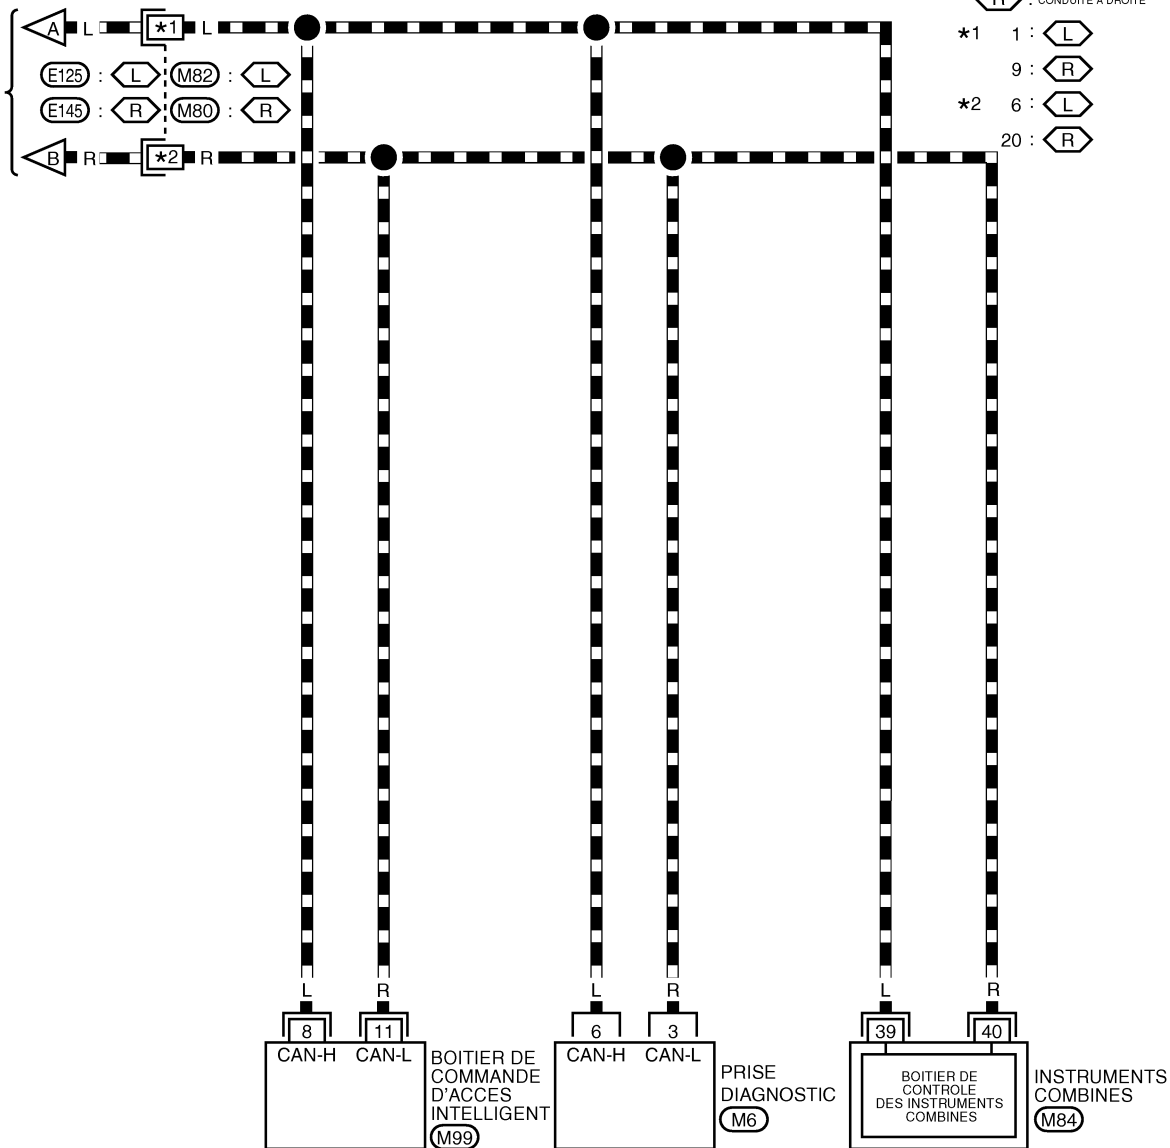 R : CONDUITE A DROITE
A L *1 L
*1 1 : L
E125 : L M82 : L
9 : R
E145 : R M80 : R
*2 6 : L
B R *2 R
20 : R
L R L R L R
8 11 6 3 39 40
CAN-H CAN-L CAN-H CAN-L
BOITIER DE
COMMANDE
D'ACCES
INTELLIGENT
M99
PRISE
DIAGNOSTIC
M6
BOITIER DE
CONTROLE
DES INSTRUMENTS
COMBINES
INSTRUMENTS
COMBINES
M84